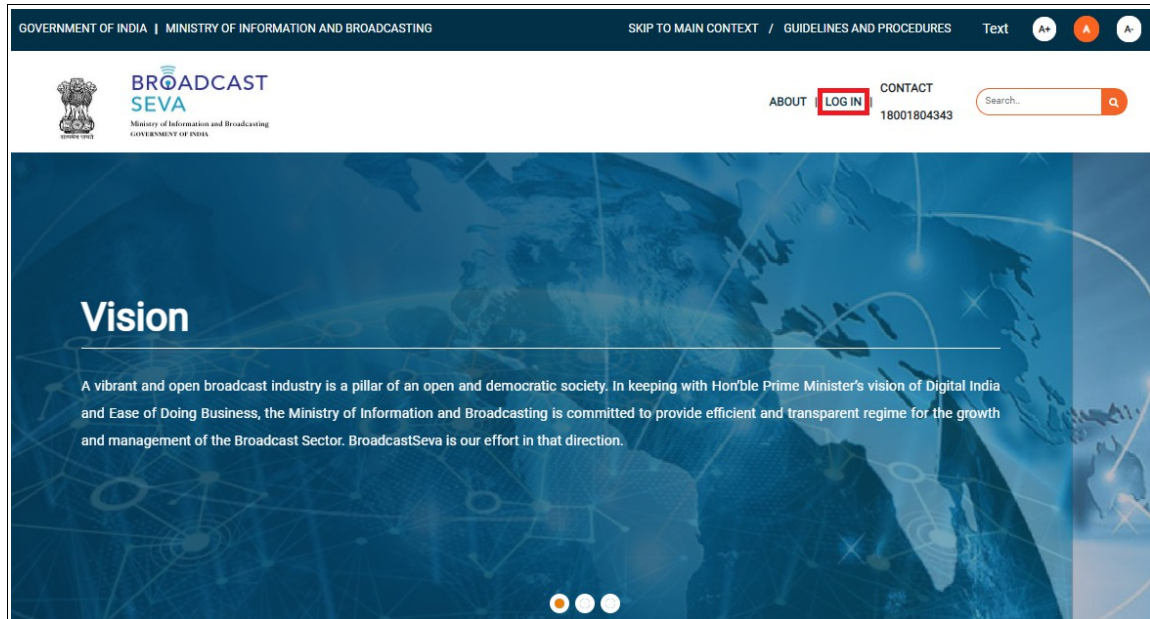 GOVERNMENT OF INDIA | MINISTRY OF INFORMATION AND BROADCASTING
SKIP TO MAIN CONTEXT / GUIDELINES AND PROCEDURES
Text A+ A A-
BROADCAST
SEVA
Ministry of Information and Broadcasting
GOVERNMENT OF INDIA
सत्यमेव जयते
ABOUT | LOG IN |
CONTACT
18001804343
Search..
Vision
A vibrant and open broadcast industry is a pillar of an open and democratic society. In keeping with Hon'ble Prime Minister's vision of Digital India
and Ease of Doing Business, the Ministry of Information and Broadcasting is committed to provide efficient and transparent regime for the growth
and management of the Broadcast Sector. BroadcastSeva is our effort in that direction.